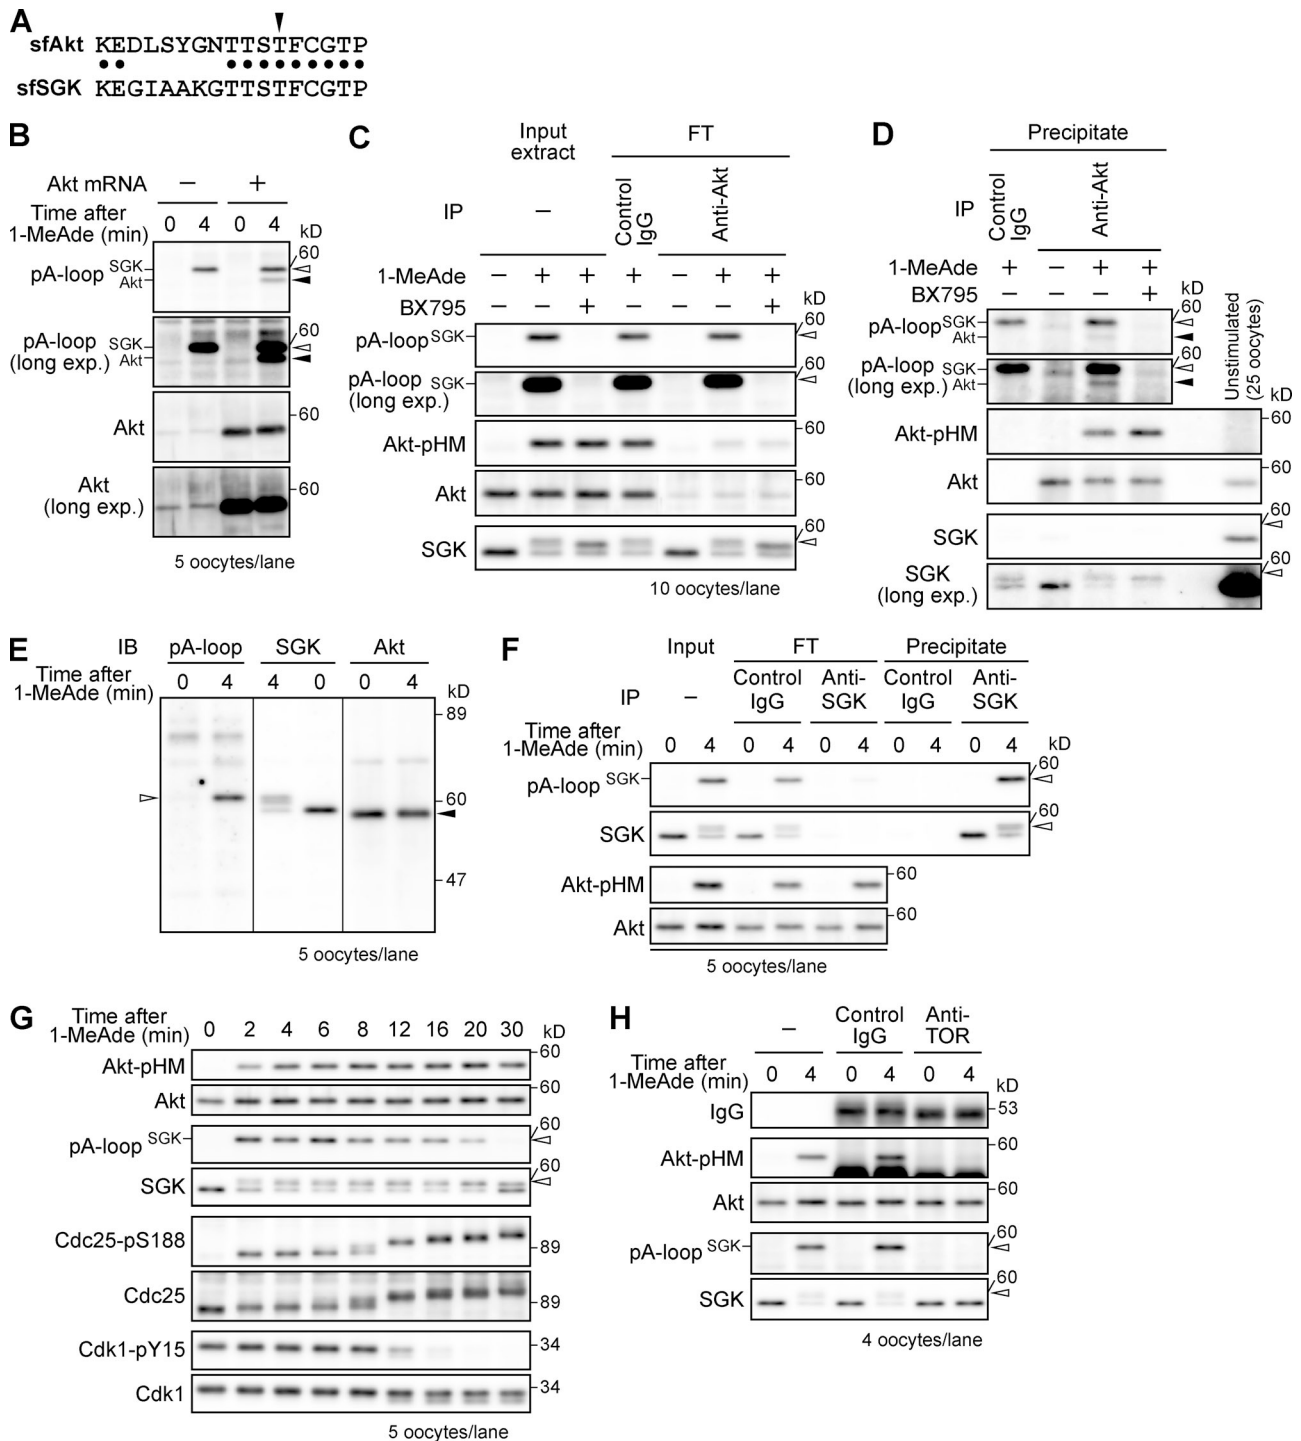 A
sfAkt KEDLSYGNTTSTFCGTP
sfSGK KEGIAAKGTTSTFCGTP
B
Akt mRNA − +
Time after
1-MeAde (min) 0 4 0 4 kD
pA-loop SGK Akt 60
pA-loop
(long exp.) SGK Akt 60
Akt 60
Akt
(long exp.) 60
5 oocytes/lane
C
Input
extract FT
IP − Control
IgG Anti-Akt
1-MeAde − + + + − + +
BX795 − − + − − − + kD
pA-loop SGK 60
pA-loop
(long exp.) SGK 60
Akt-pHM 60
Akt 60
SGK 60
10 oocytes/lane
D
Precipitate
IP Control
IgG Anti-Akt
1-MeAde + − + +
BX795 − − − + kD
Unstimulated
(25 oocytes)
pA-loop SGK Akt 60
pA-loop
(long exp.) SGK Akt 60
kD
Akt-pHM 60
Akt 60
SGK 60
SGK
(long exp.) 60
E
IB pA-loop SGK Akt
Time after
1-MeAde (min) 0 4 4 0 0 4 kD
89
60
47
5 oocytes/lane
F
Input FT Precipitate
IP − Control
IgG Anti-
SGK Control
IgG Anti-
SGK
Time after
1-MeAde (min) 0 4 0 4 0 4 0 4 0 4 kD
pA-loop SGK 60
SGK 60
Akt-pHM 60
Akt 60
5 oocytes/lane
G
Time after
1-MeAde (min) 0 2 4 6 8 12 16 20 30 kD
Akt-pHM 60
Akt 60
pA-loop SGK 60
SGK 60
Cdc25-pS188 89
Cdc25 89
Cdk1-pY15 34
Cdk1 34
5 oocytes/lane
H
− Control
IgG Anti-
TOR
Time after
1-MeAde (min) 0 4 0 4 0 4 kD
IgG 53
Akt-pHM 60
Akt 60
pA-loop SGK 60
SGK 60
4 oocytes/lane